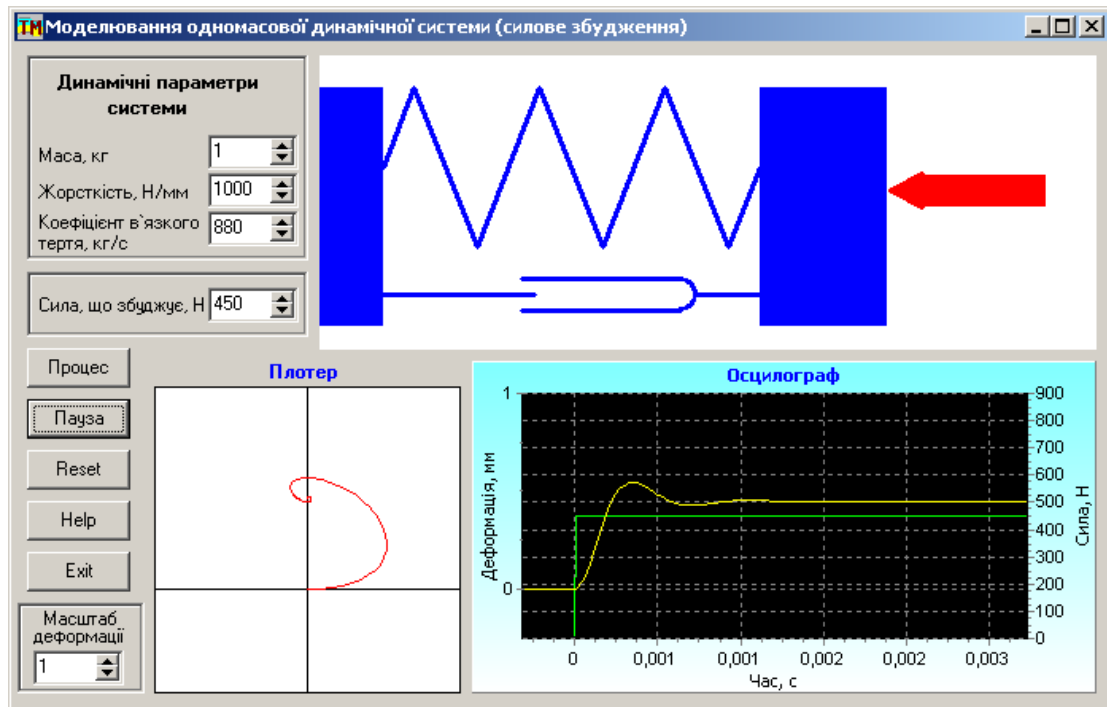 TM Моделювання одномасової динамічної системи (силове збудження)
Динамічні параметри
системи
Маса, кг
1
Жорсткість, Н/мм
1000
Коефіцієнт в`язкого
тертя, кг/с
880
Сила, що збуджує, Н
450
Процес
Пауза
Reset
Help
Exit
Масштаб
деформації
1
Плотер
Осцилограф
Деформація, мм
1
0
900
800
700
600
500
400
300
200
100
0
Сила, Н
0
0,001
0,001
0,002
0,002
0,003
Час, с